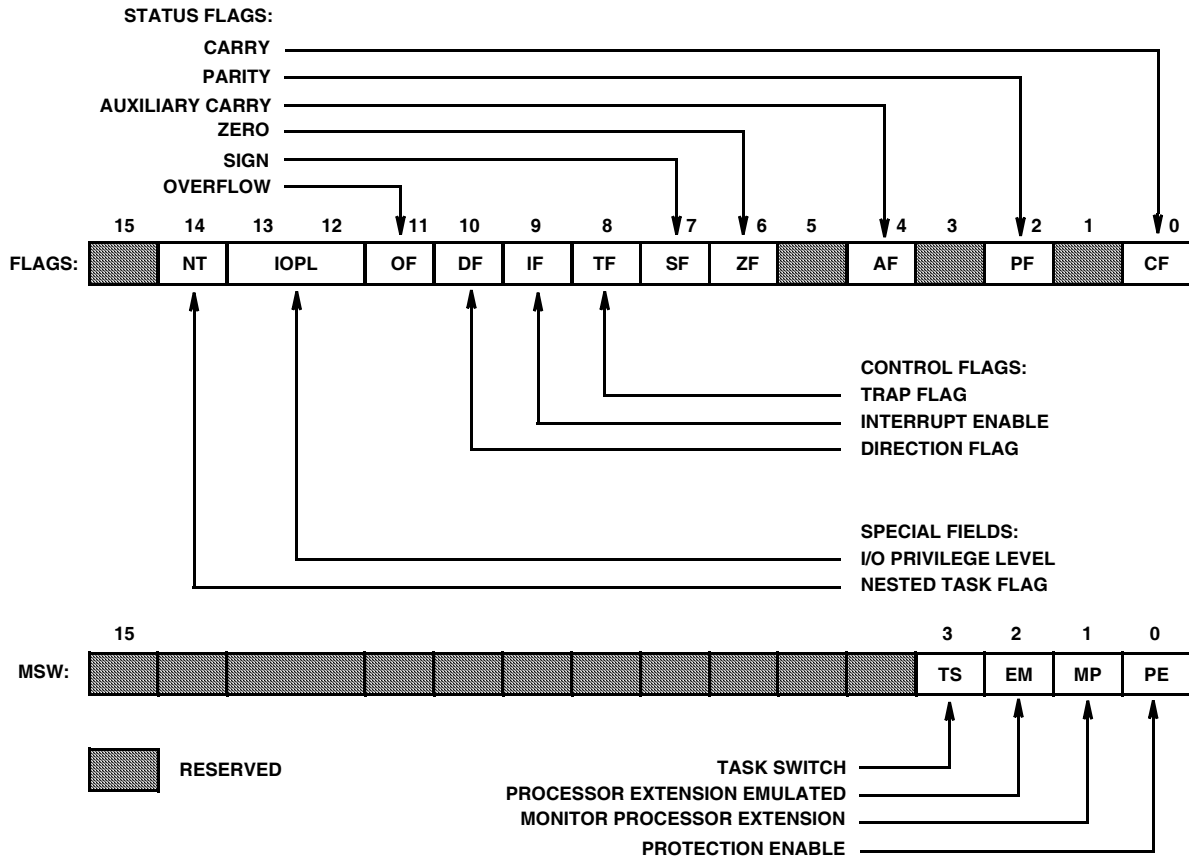 STATUS FLAGS:
CARRY
PARITY
AUXILIARY CARRY
ZERO
SIGN
OVERFLOW
15 14 13 12 11 10 9 8 7 6 5 4 3 2 1 0
FLAGS: NT IOPL OF DF IF TF SF ZF AF PF CF
CONTROL FLAGS:
TRAP FLAG
INTERRUPT ENABLE
DIRECTION FLAG
SPECIAL FIELDS:
I/O PRIVILEGE LEVEL
NESTED TASK FLAG
15 3 2 1 0
MSW: TS EM MP PE
RESERVED
TASK SWITCH
PROCESSOR EXTENSION EMULATED
MONITOR PROCESSOR EXTENSION
PROTECTION ENABLE